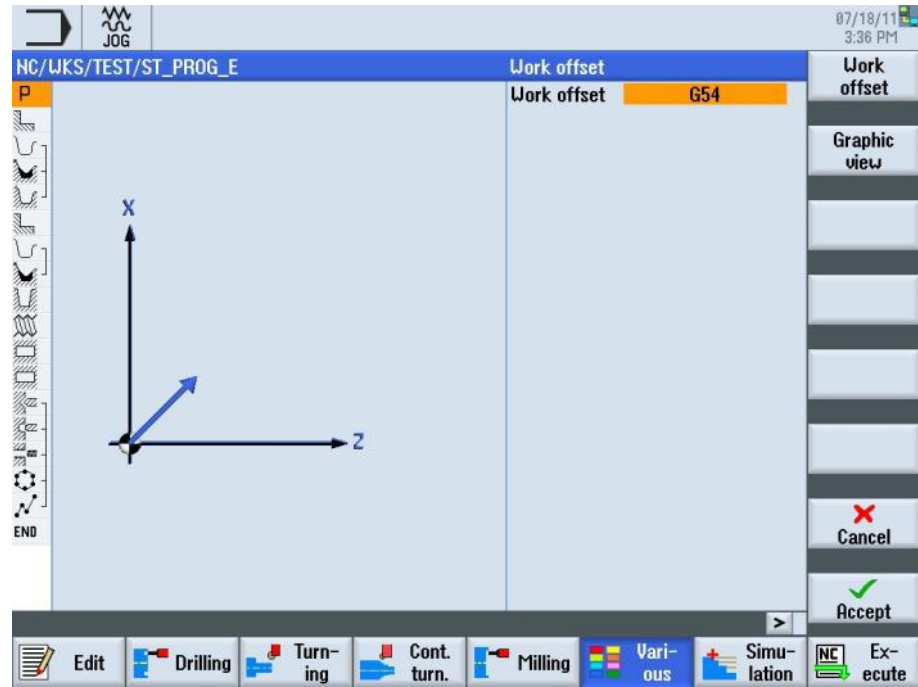 JOG
07/18/11
3:36 PM
NC/WKS/TEST/ST_PROG_E
Work offset
Work
offset
P
Work offset
G54
Graphic
view
X
Z
END
Cancel
Accept
>
Edit
Drilling
Turn-
ing
Cont.
turn.
Milling
Vari-
ous
Simu-
lation
NC
Ex-
ecute